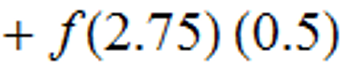 + f(2.75) (0.5)